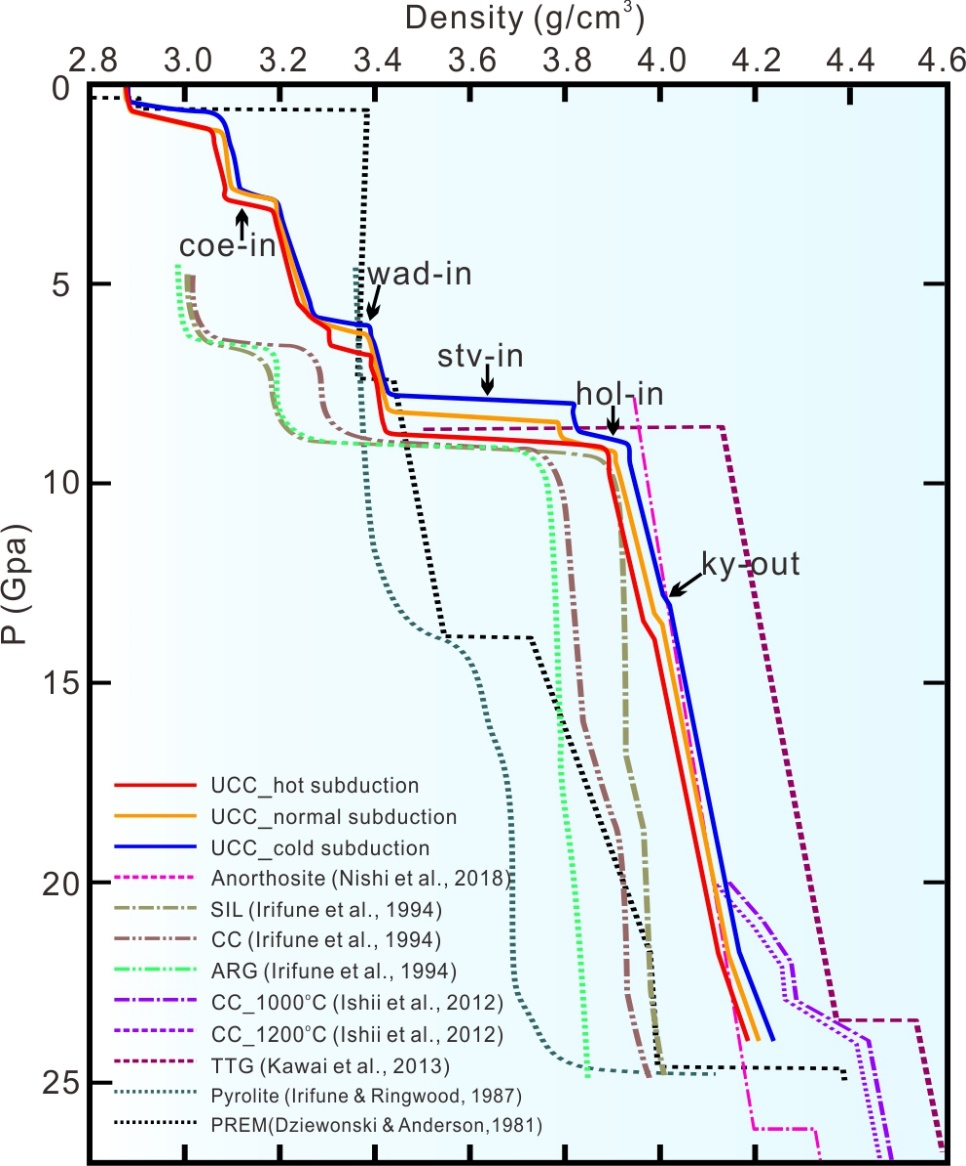 Density (g/cm³)
2.8 3.0 3.2 3.4 3.6 3.8 4.0 4.2 4.4 4.6
0
coe-in
wad-in
5
stv-in
hol-in
10
P (Gpa)
ky-out
15
UCC_hot subduction
UCC_normal subduction
UCC_cold subduction
20
Anorthosite (Nishi et al., 2018)
SIL (Irifune et al., 1994)
CC (Irifune et al., 1994)
ARG (Irifune et al., 1994)
CC_1000°C (Ishii et al., 2012)
CC_1200°C (Ishii et al., 2012)
TTG (Kawai et al., 2013)
25
Pyrolite (Irifune & Ringwood, 1987)
PREM(Dziewonski & Anderson,1981)